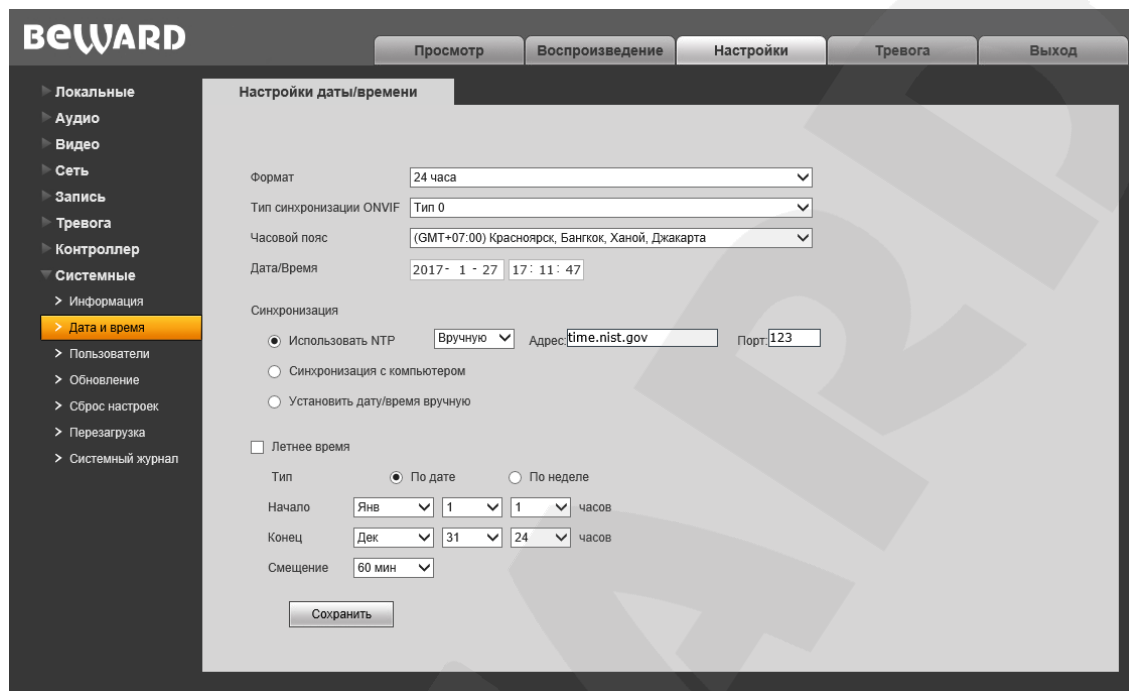 BEWARD
Просмотр Воспроизведение Настройки Тревога Выход
Локальные
Аудио
Видео
Сеть
Запись
Тревога
Контроллер
Системные
Информация
Дата и время
Пользователи
Обновление
Сброс настроек
Перезагрузка
Системный журнал
Настройки даты/времени
Формат 24 часа
Тип синхронизации ONVIF Тип 0
Часовой пояс (GMT+07:00) Красноярск, Бангкок, Ханой, Джакарта
Дата/Время 2017- 1 - 27 17: 11: 47
Синхронизация
Использовать NTP Вручную Адрес: time.nist.gov Порт: 123
Синхронизация с компьютером
Установить дату/время вручную
Летнее время
Тип По дате По неделе
Начало Янв 1 1 часов
Конец Дек 31 24 часов
Смещение 60 мин
Сохранить